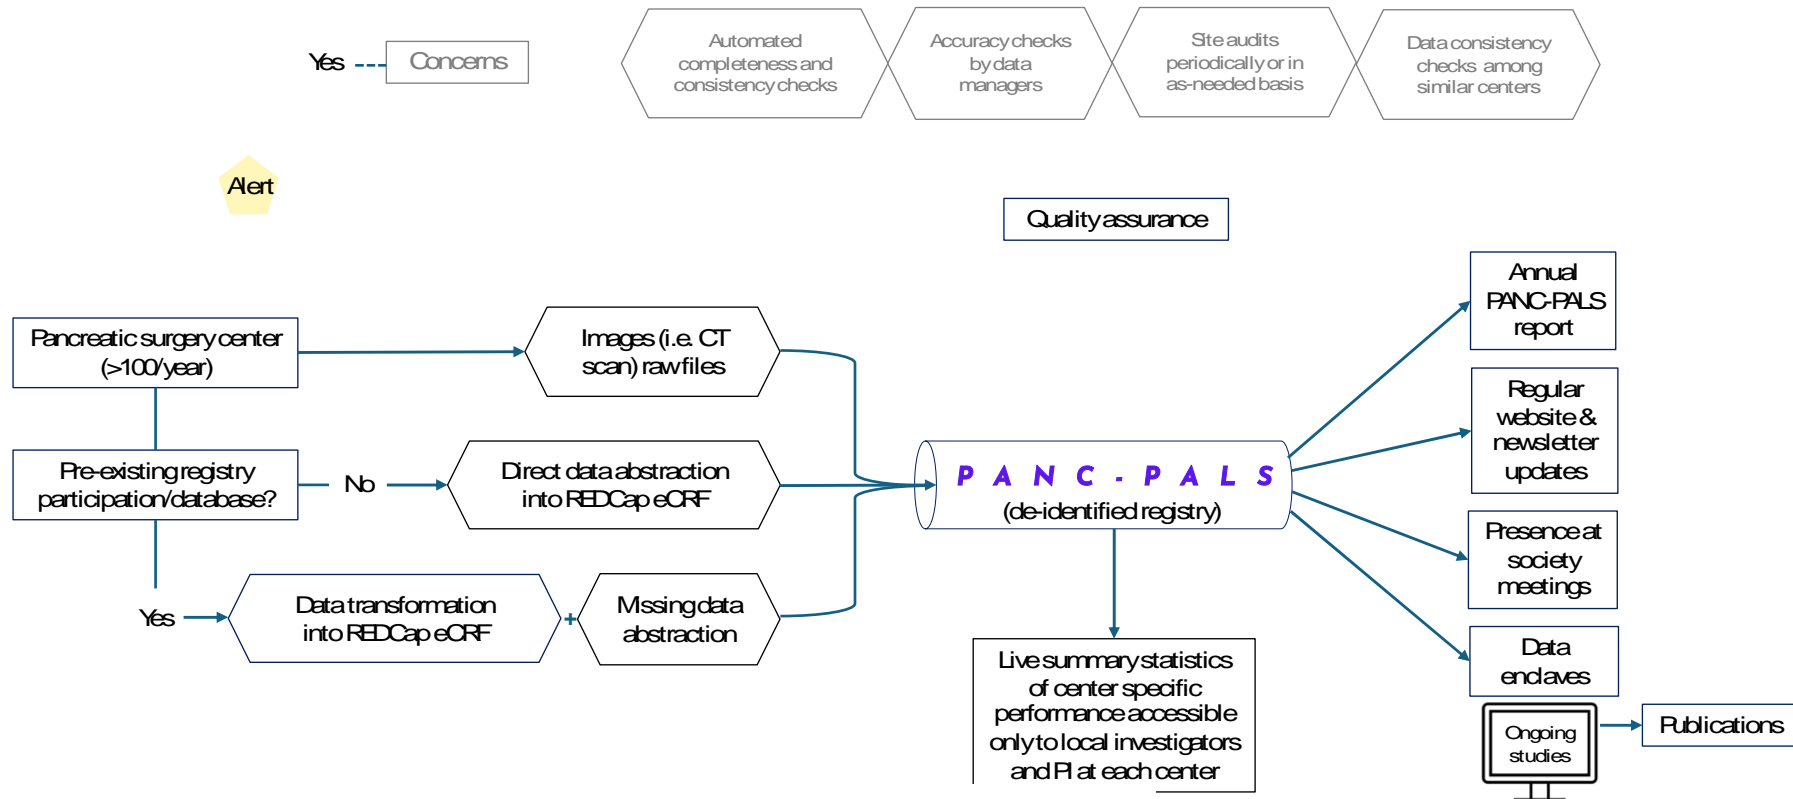 Yes
Concerns
Automated
completeness and
consistency checks
Accuracy checks
by data
managers
Site audits
periodically or in
as-needed basis
Data consistency
checks among
similar centers
Alert
Quality assurance
Pancreatic surgery center
(>100/year)
Images (i.e. CT
scan) raw files
Pre-existing registry
participation/database?
No
Direct data abstraction
into REDCap eCRF
Yes
Data transformation
into REDCap eCRF
+
Missing data
abstraction
PANC-PALS
(de-identified registry)
Live summary statistics
of center specific
performance accessible
only to local investigators
and PI at each center
Annual
PANC-PALS
report
Regular
website &
newsletter
updates
Presence at
society
meetings
Data
enclaves
Ongoing
studies
Publications